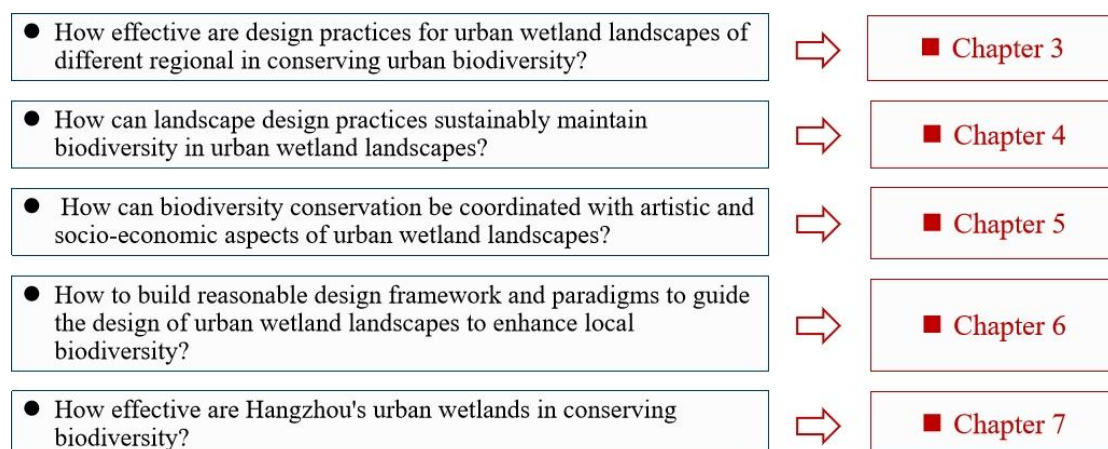 ● How effective are design practices for urban wetland landscapes of
different regional in conserving urban biodiversity?
■ Chapter 3
● How can landscape design practices sustainably maintain
biodiversity in urban wetland landscapes?
■ Chapter 4
● How can biodiversity conservation be coordinated with artistic and
socio-economic aspects of urban wetland landscapes?
■ Chapter 5
● How to build reasonable design framework and paradigms to guide
the design of urban wetland landscapes to enhance local
biodiversity?
■ Chapter 6
● How effective are Hangzhou's urban wetlands in conserving
biodiversity?
■ Chapter 7